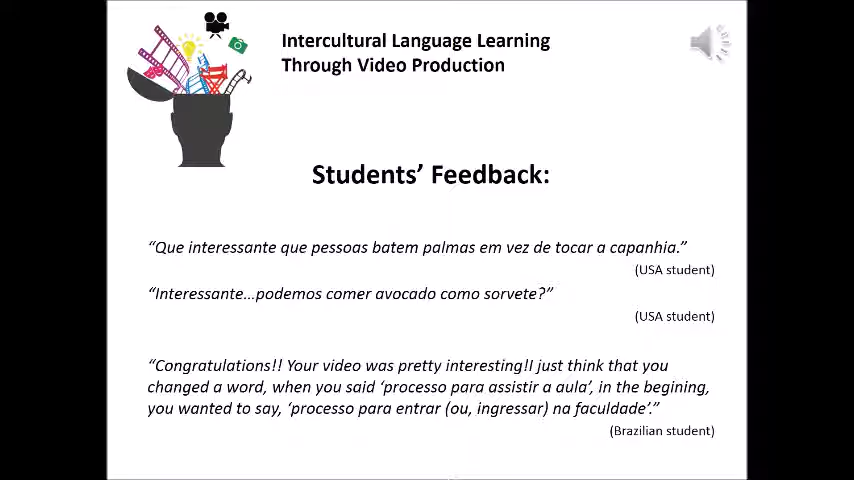 Intercultural Language Learning
Through Video Production
Students’ Feedback:
“Que interessante que pessoas batem palmas em vez de tocar a capanhia.”
(USA student)
“Interessante...podemos comer avocado como sorvete?”
(USA student)
“Congratulations!! Your video was pretty interesting!I just think that you
changed a word, when you said ‘processo para assistir a aula’, in the begining,
you wanted to say, ‘processo para entrar (ou, ingressar) na faculdade’.”
(Brazilian student)